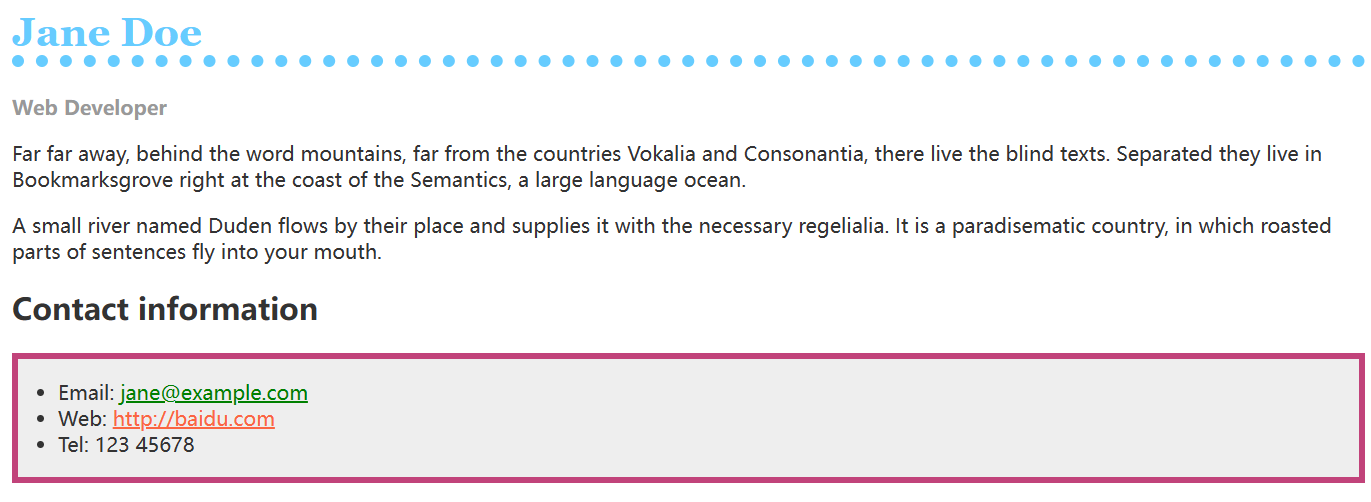 Jane Doe
Web Developer
Far far away, behind the word mountains, far from the countries Vokalia and Consonantia, there live the blind texts. Separated they live in
Bookmarksgrove right at the coast of the Semantics, a large language ocean.
A small river named Duden flows by their place and supplies it with the necessary regelialia. It is a paradisematic country, in which roasted
parts of sentences fly into your mouth.
Contact information
• Email: jane@example.com
• Web: http://baidu.com
• Tel: 123 45678